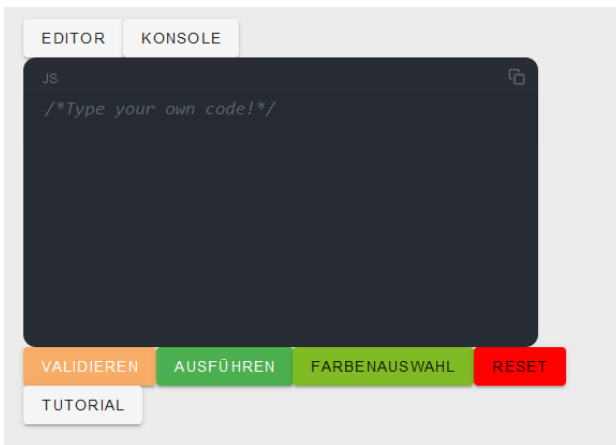 EDITOR KONSOLE
JS
/*Type your own code!*/
VALIDIEREN AUSFÜHREN FARBENAUSWAHL RESET
TUTORIAL